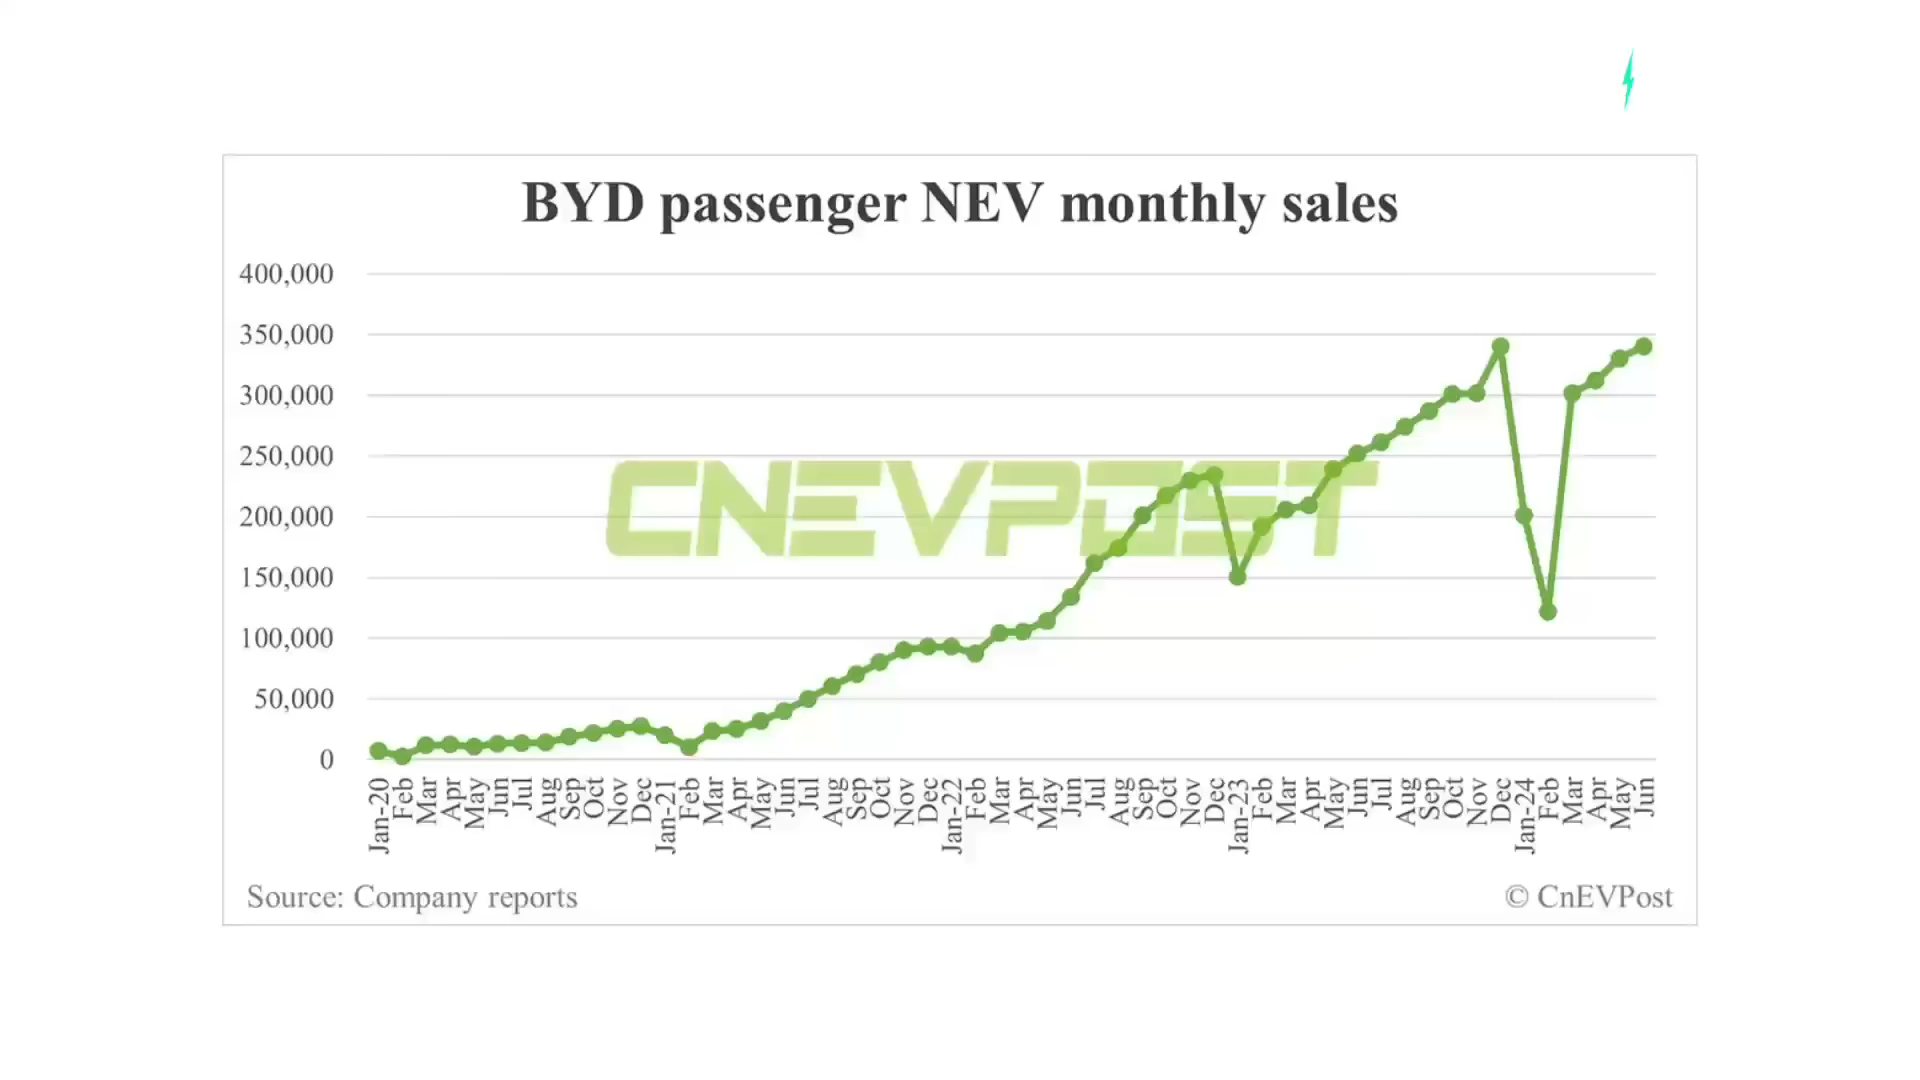 BYD passenger NEV monthly sales
400,000
350,000
300,000
250,000
200,000
150,000
100,000
50,000
0
CNEVPOST
Jan-20 Feb Mar Apr May Jun Jul Aug Sep Oct Nov Dec Jan-21 Feb Mar Apr May Jun Jul Aug Sep Oct Nov Dec Jan-22 Feb Mar Apr May Jun Jul Aug Sep Oct Nov Dec Jan-23 Feb Mar Apr May Jun Jul Aug Sep Oct Nov Dec Jan-24 Feb Mar Apr May Jun
Source: Company reports
© CnEVPost